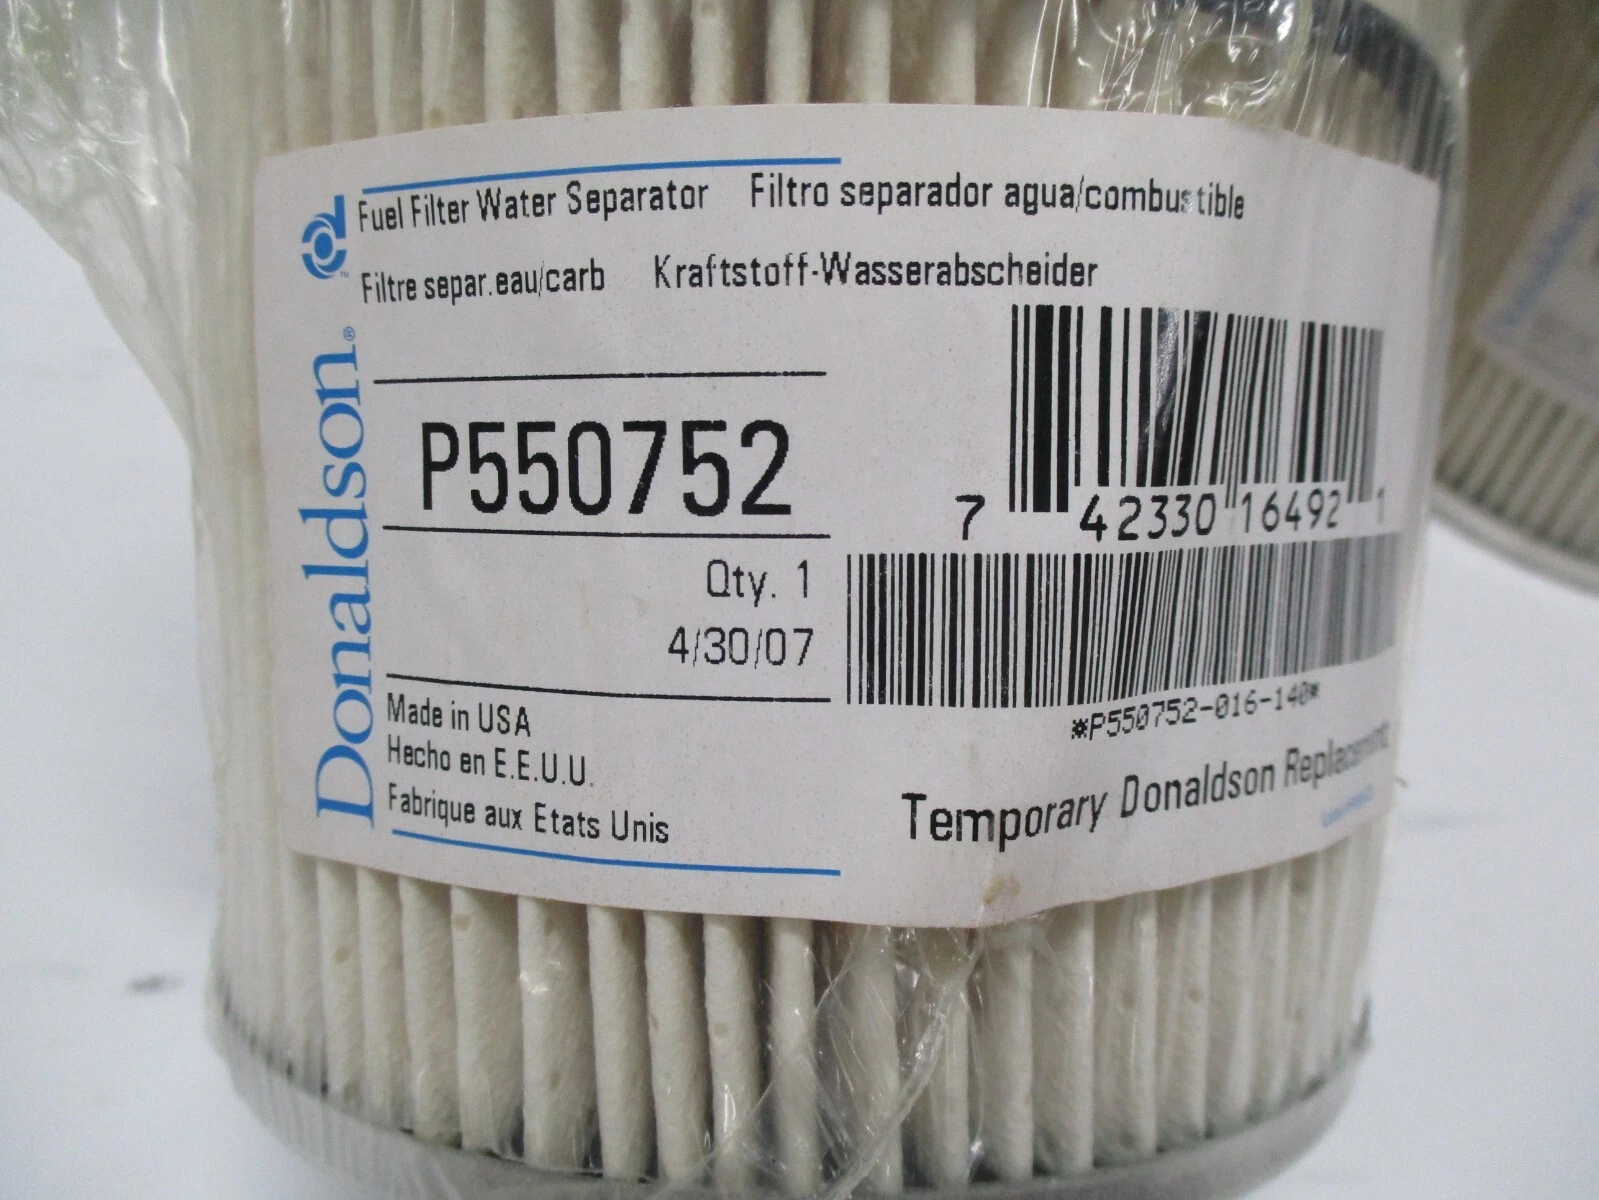 Fuel Filter Water Separator Filtro separador agua/combustible
Filtre separ.eau/carb Kraftstoff-Wasserabscheider
Donaldson®
P550752
7 42330 16492 1
Qty. 1
4/30/07
*P550752-016-140*
Made in USA
Hecho en E.E.U.U.
Fabrique aux Etats Unis
Temporary Donaldson Replacement